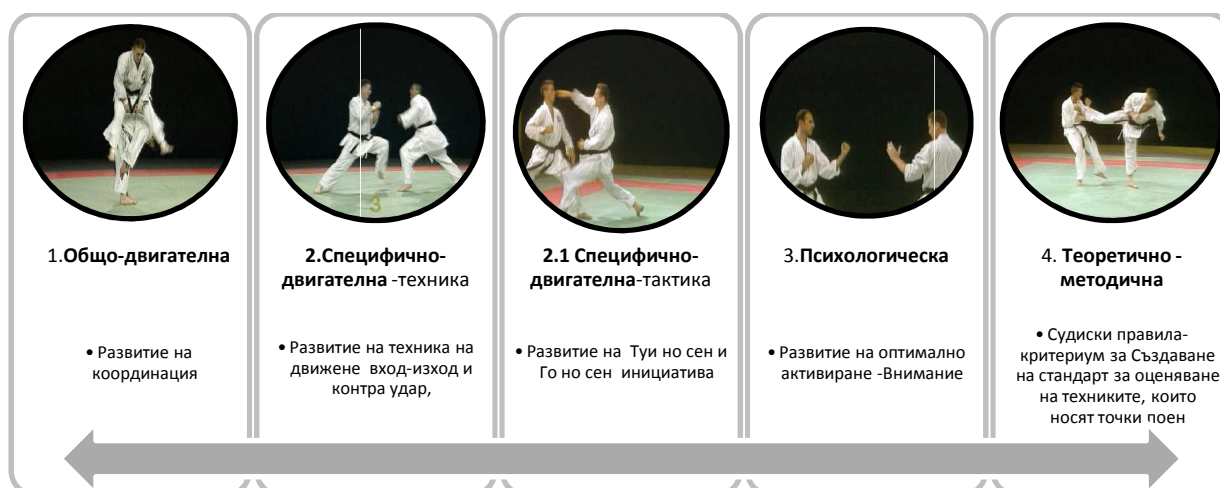 3
1.Общо-двигателна
• Развитие на
координация
2.Специфично-
двигателна -техника
• Развитие на техника на
движене вход-изход и
контра удар,
2.1 Специфично-
двигателна-тактика
• Развитие на Туи но сен и
Го но сен инициатива
3.Психологическа
• Развитие на оптимално
активиране -Внимание
4. Теоретично -
методична
• Судиски правила-
критериум за Създаване
на стандарт за оценяване
на техниките, които
носят точки поен